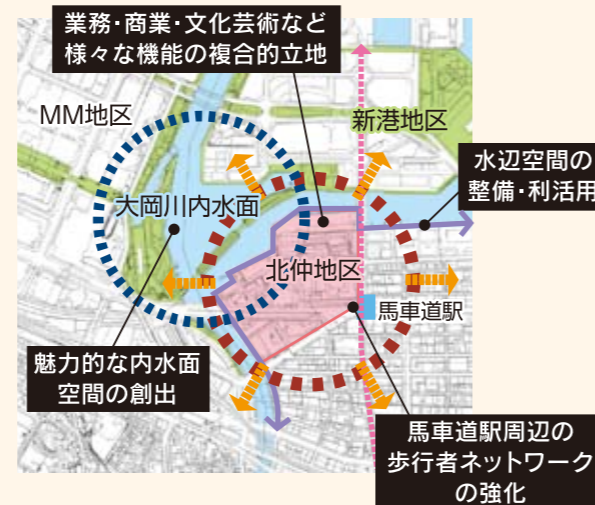 業務・商業・文化芸術など
様々な機能の複合的立地
MM地区
新港地区
水辺空間の
整備・利活用
大岡川内水面
北仲地区
馬車道駅
魅力的な内水面
空間の創出
馬車道駅周辺の
歩行者ネットワーク
の強化